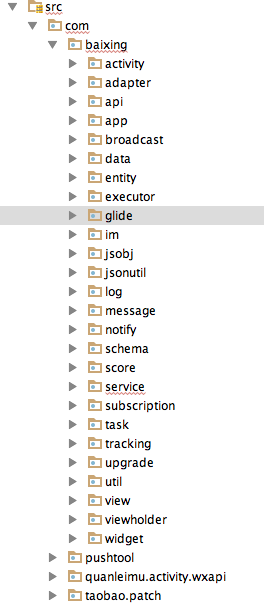 src
com
baixing
activity
adapter
api
app
broadcast
data
entity
executor
glide
im
jsobj
jsonutil
log
message
notify
schema
score
service
subscription
task
tracking
upgrade
util
view
viewholder
widget
pushtool
quanleimu.activity.wxapi
taobao.patch